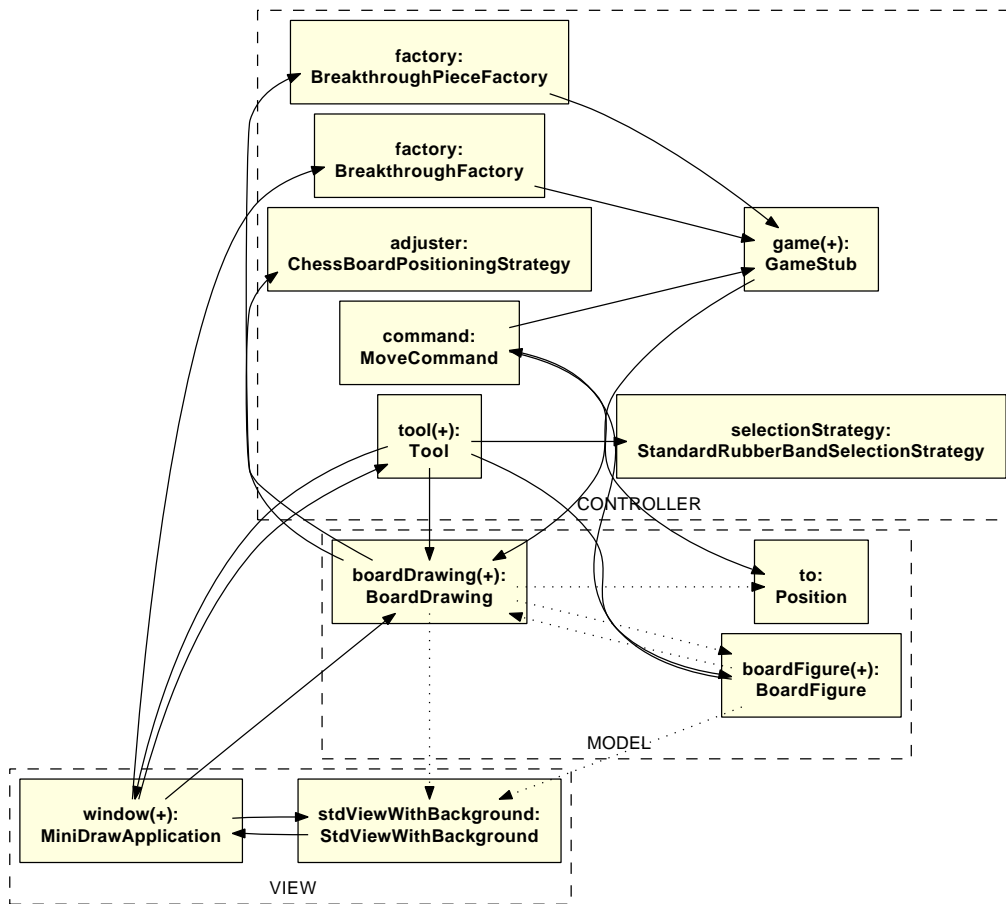 factory:
BreakthroughPieceFactory
factory:
BreakthroughFactory
adjuster:
ChessBoardPositioningStrategy
game(+):
GameStub
command:
MoveCommand
tool(+):
Tool
selectionStrategy:
StandardRubberBandSelectionStrategy
CONTROLLER
boardDrawing(+):
BoardDrawing
to:
Position
boardFigure(+):
BoardFigure
MODEL
window(+):
MiniDrawApplication
stdViewWithBackground:
StdViewWithBackground
VIEW